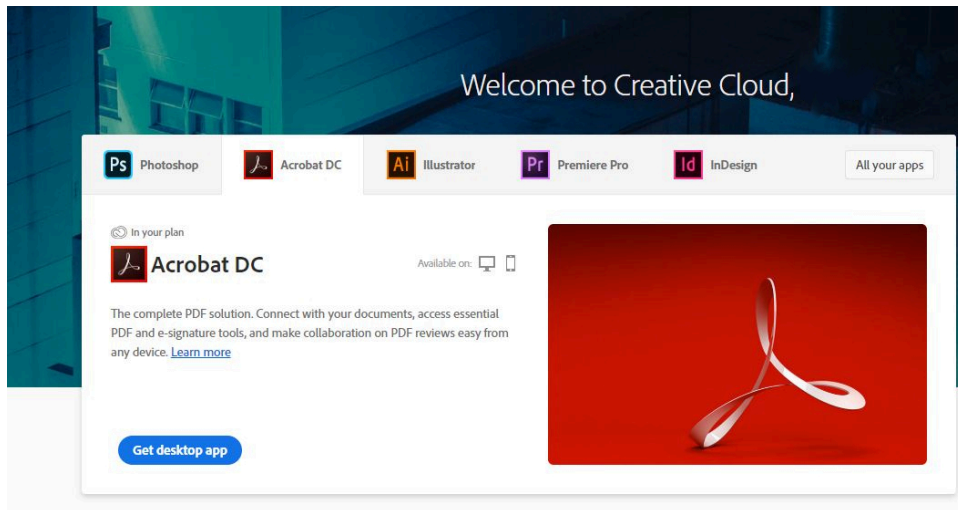 Welcome to Creative Cloud,
Ps Photoshop Acrobat DC Ai Illustrator Pr Premiere Pro Id InDesign All your apps
In your plan
Acrobat DC Available on:
The complete PDF solution. Connect with your documents, access essential
PDF and e-signature tools, and make collaboration on PDF reviews easy from
any device. Learn more
Get desktop app